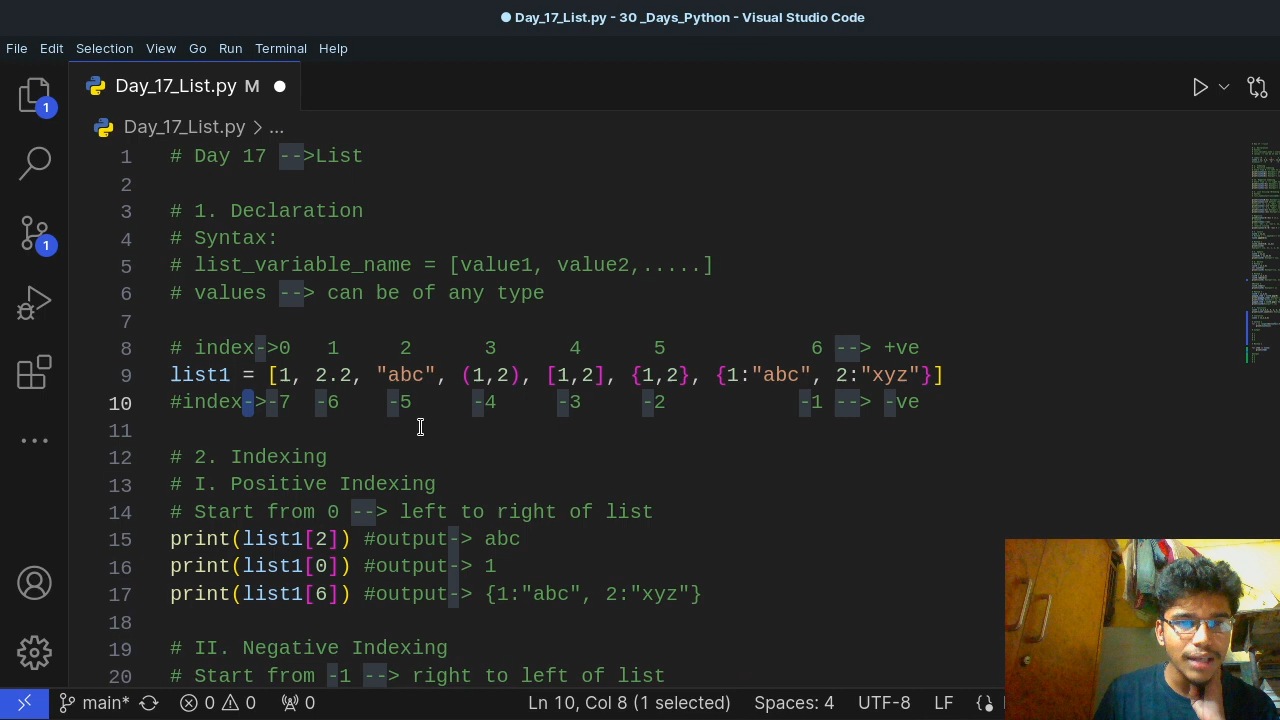 Day_17_List.py - 30 _Days_Python - Visual Studio Code
File Edit Selection View Go Run Terminal Help
Day_17_List.py M
Day_17_List.py > ...
1 # Day 17 -->List
2
3 # 1. Declaration
4 # Syntax:
5 # list_variable_name = [value1, value2,.....]
6 # values --> can be of any type
7
8 # index->0 1 2 3 4 5 6 --> +ve
9 list1 = [1, 2.2, "abc", (1,2), [1,2], {1,2}, {1:"abc", 2:"xyz"}]
10 #index->-7 -6 -5 -4 -3 -2 -1 --> -ve
11
12 # 2. Indexing
13 # I. Positive Indexing
14 # Start from 0 --> left to right of list
15 print(list1[2]) #output-> abc
16 print(list1[0]) #output-> 1
17 print(list1[6]) #output-> {1:"abc", 2:"xyz"}
18
19 # II. Negative Indexing
20 # Start from -1 --> right to left of list
1
1
main* 0 0 0 Ln 10, Col 8 (1 selected) Spaces: 4 UTF-8 LF {}